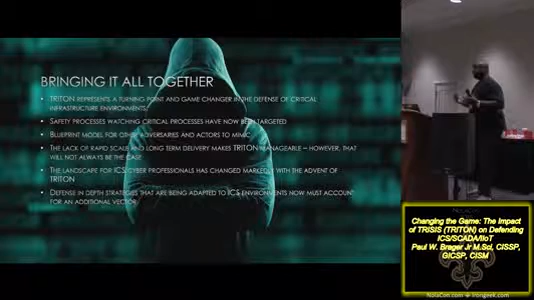 BRINGING IT ALL TOGETHER
• TRITON REPRESENTS A TURNING POINT AND GAME CHANGER IN THE DEFENSE OF CRITICAL
INFRASTRUCTURE ENVIRONMENTS.
• SAFETY PROCESSES WATCHING CRITICAL PROCESSES HAVE NOW BEEN TARGETED
• BLUEPRINT MODEL FOR OTHER ADVERSARIES AND ACTORS TO MIMIC
• THE LACK OF RAPID SCALE AND LONG TERM DELIVERY MAKES TRITON MANAGEABLE – HOWEVER, THAT
WILL NOT ALWAYS BE THE CASE
• THE LANDSCAPE FOR ICS CYBER PROFESSIONALS HAS CHANGED MARKEDLY WITH THE ADVENT OF
TRITON
• DEFENSE IN DEPTH STRATEGIES THAT ARE BEING ADAPTED TO ICS ENVIRONMENTS NOW MUST ACCOUNT
FOR AN ADDITIONAL VECTOR
Changing the Game: The Impact
of TRISIS (TRITON) on Defending
ICS/SCADA/IIoT
Paul W. Brager Jr M.Sci, CISSP,
GICSP, CISM
NolaCon.com Irongeek.com